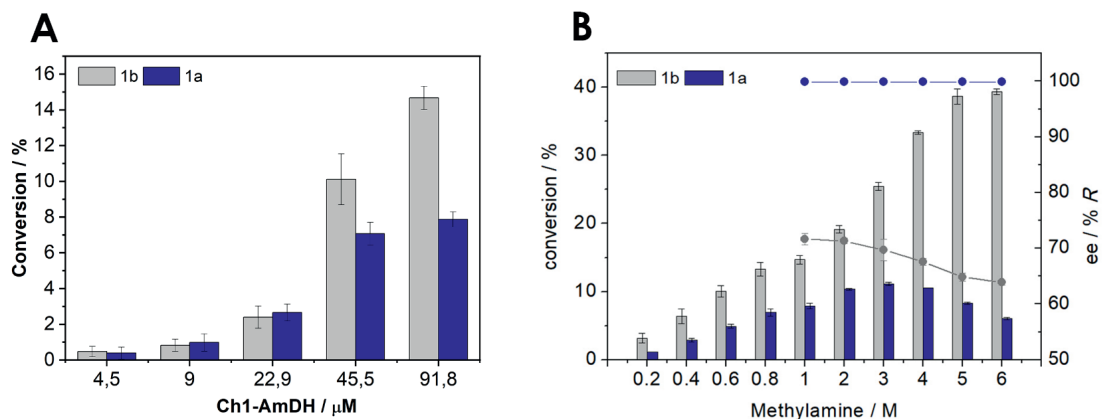 A
1b 1a
Conversion / %
16
14
12
10
8
6
4
2
0
4,5 9 22,9 45,5 91,8
Ch1-AmDH / μM
B
1b 1a
conversion / %
40
30
20
10
0
100
90
80
70
60
50
ee / % R
0.2 0.4 0.6 0.8 1 2 3 4 5 6
Methylamine / M